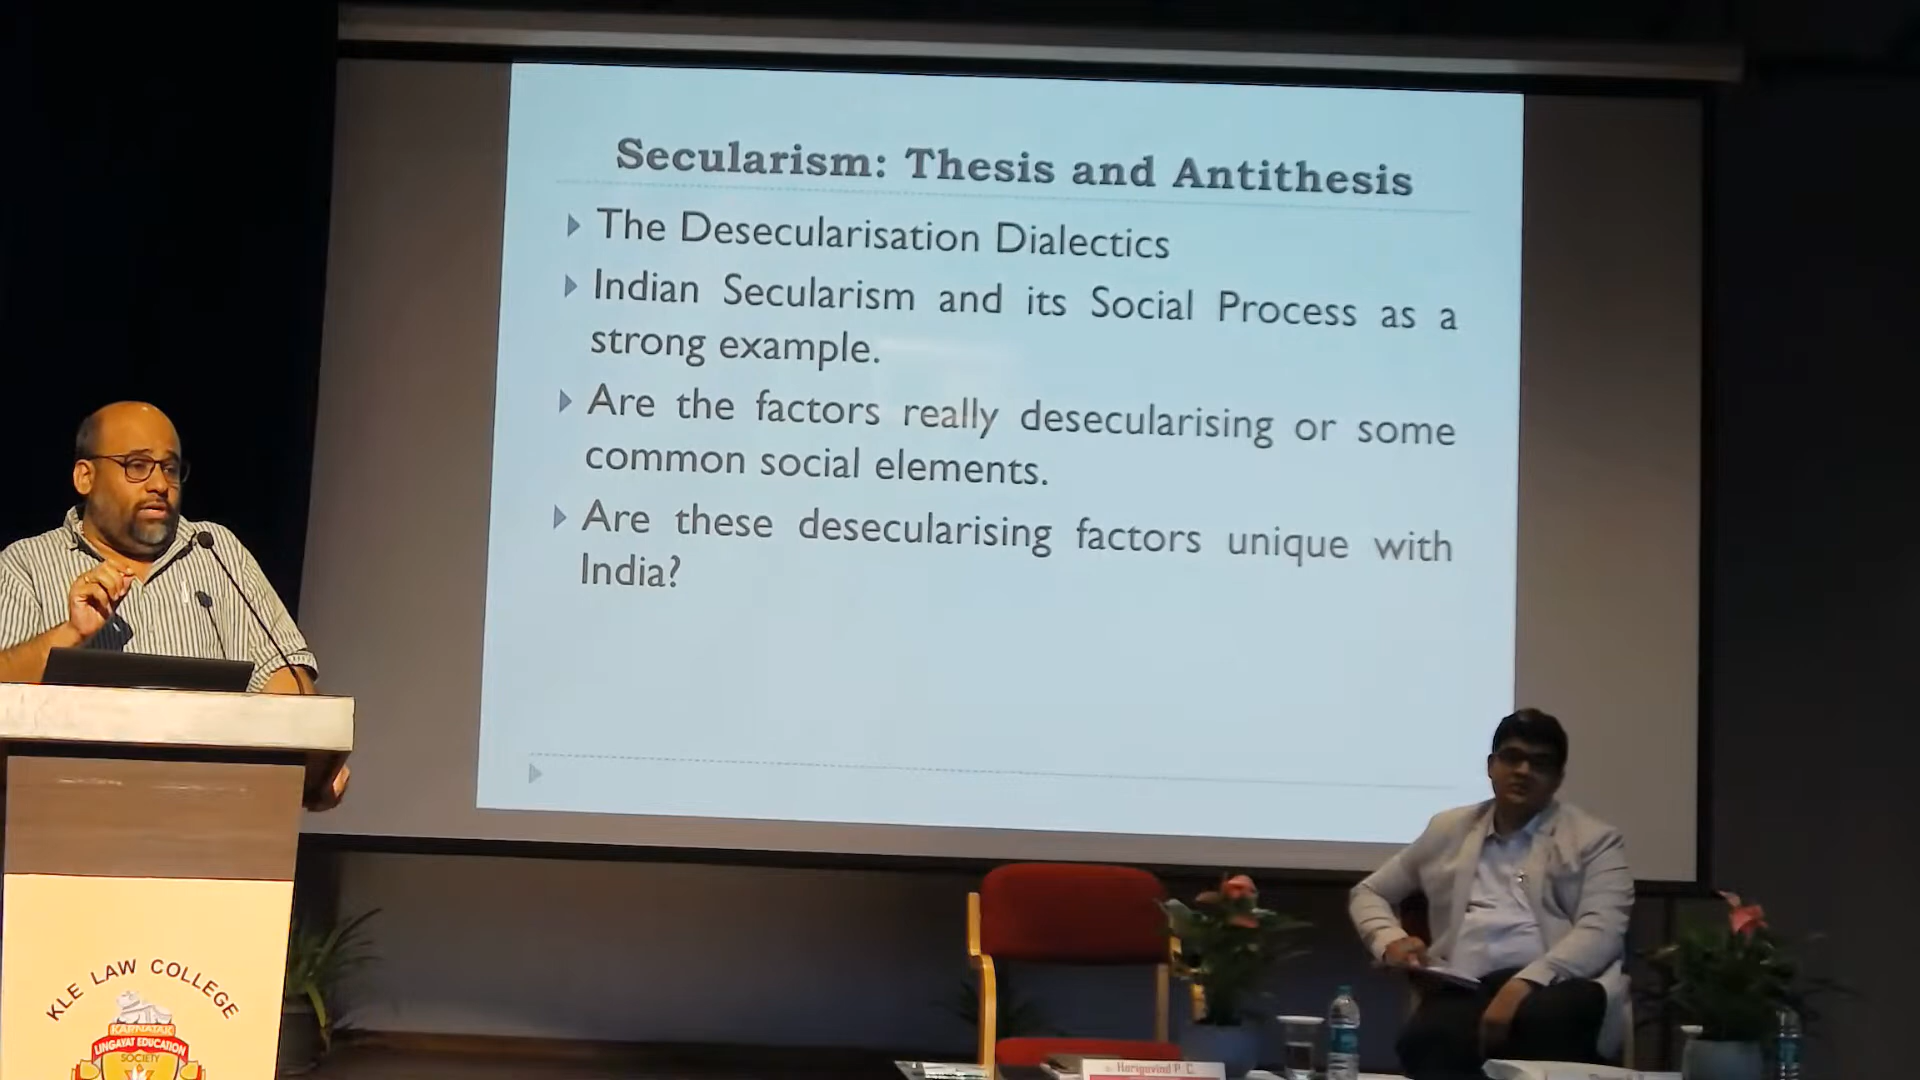 Secularism: Thesis and Antithesis
The Desecularisation Dialectics
Indian Secularism and its Social Process as a
strong example.
Are the factors really desecularising or some
common social elements.
Are these desecularising factors unique with
India?
KLE LAW COLLEGE
KARNATAK
LINGAYAT EDUCATION
SOCIETY
Harigovind P. C.